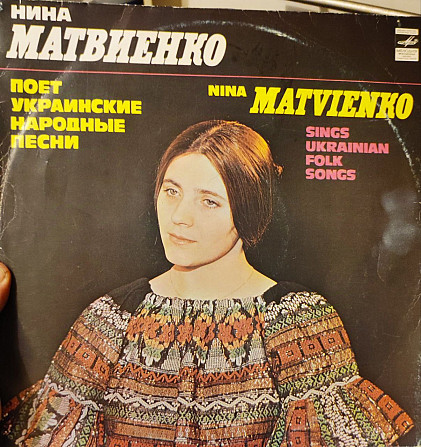 НИНА
МАТВИЕНКО
ПОЕТ
УКРАИНСКИЕ
НАРОДНЫЕ
ПЕСНИ
NINA MATVIENKO
SINGS
UKRAINIAN
FOLK
SONGS